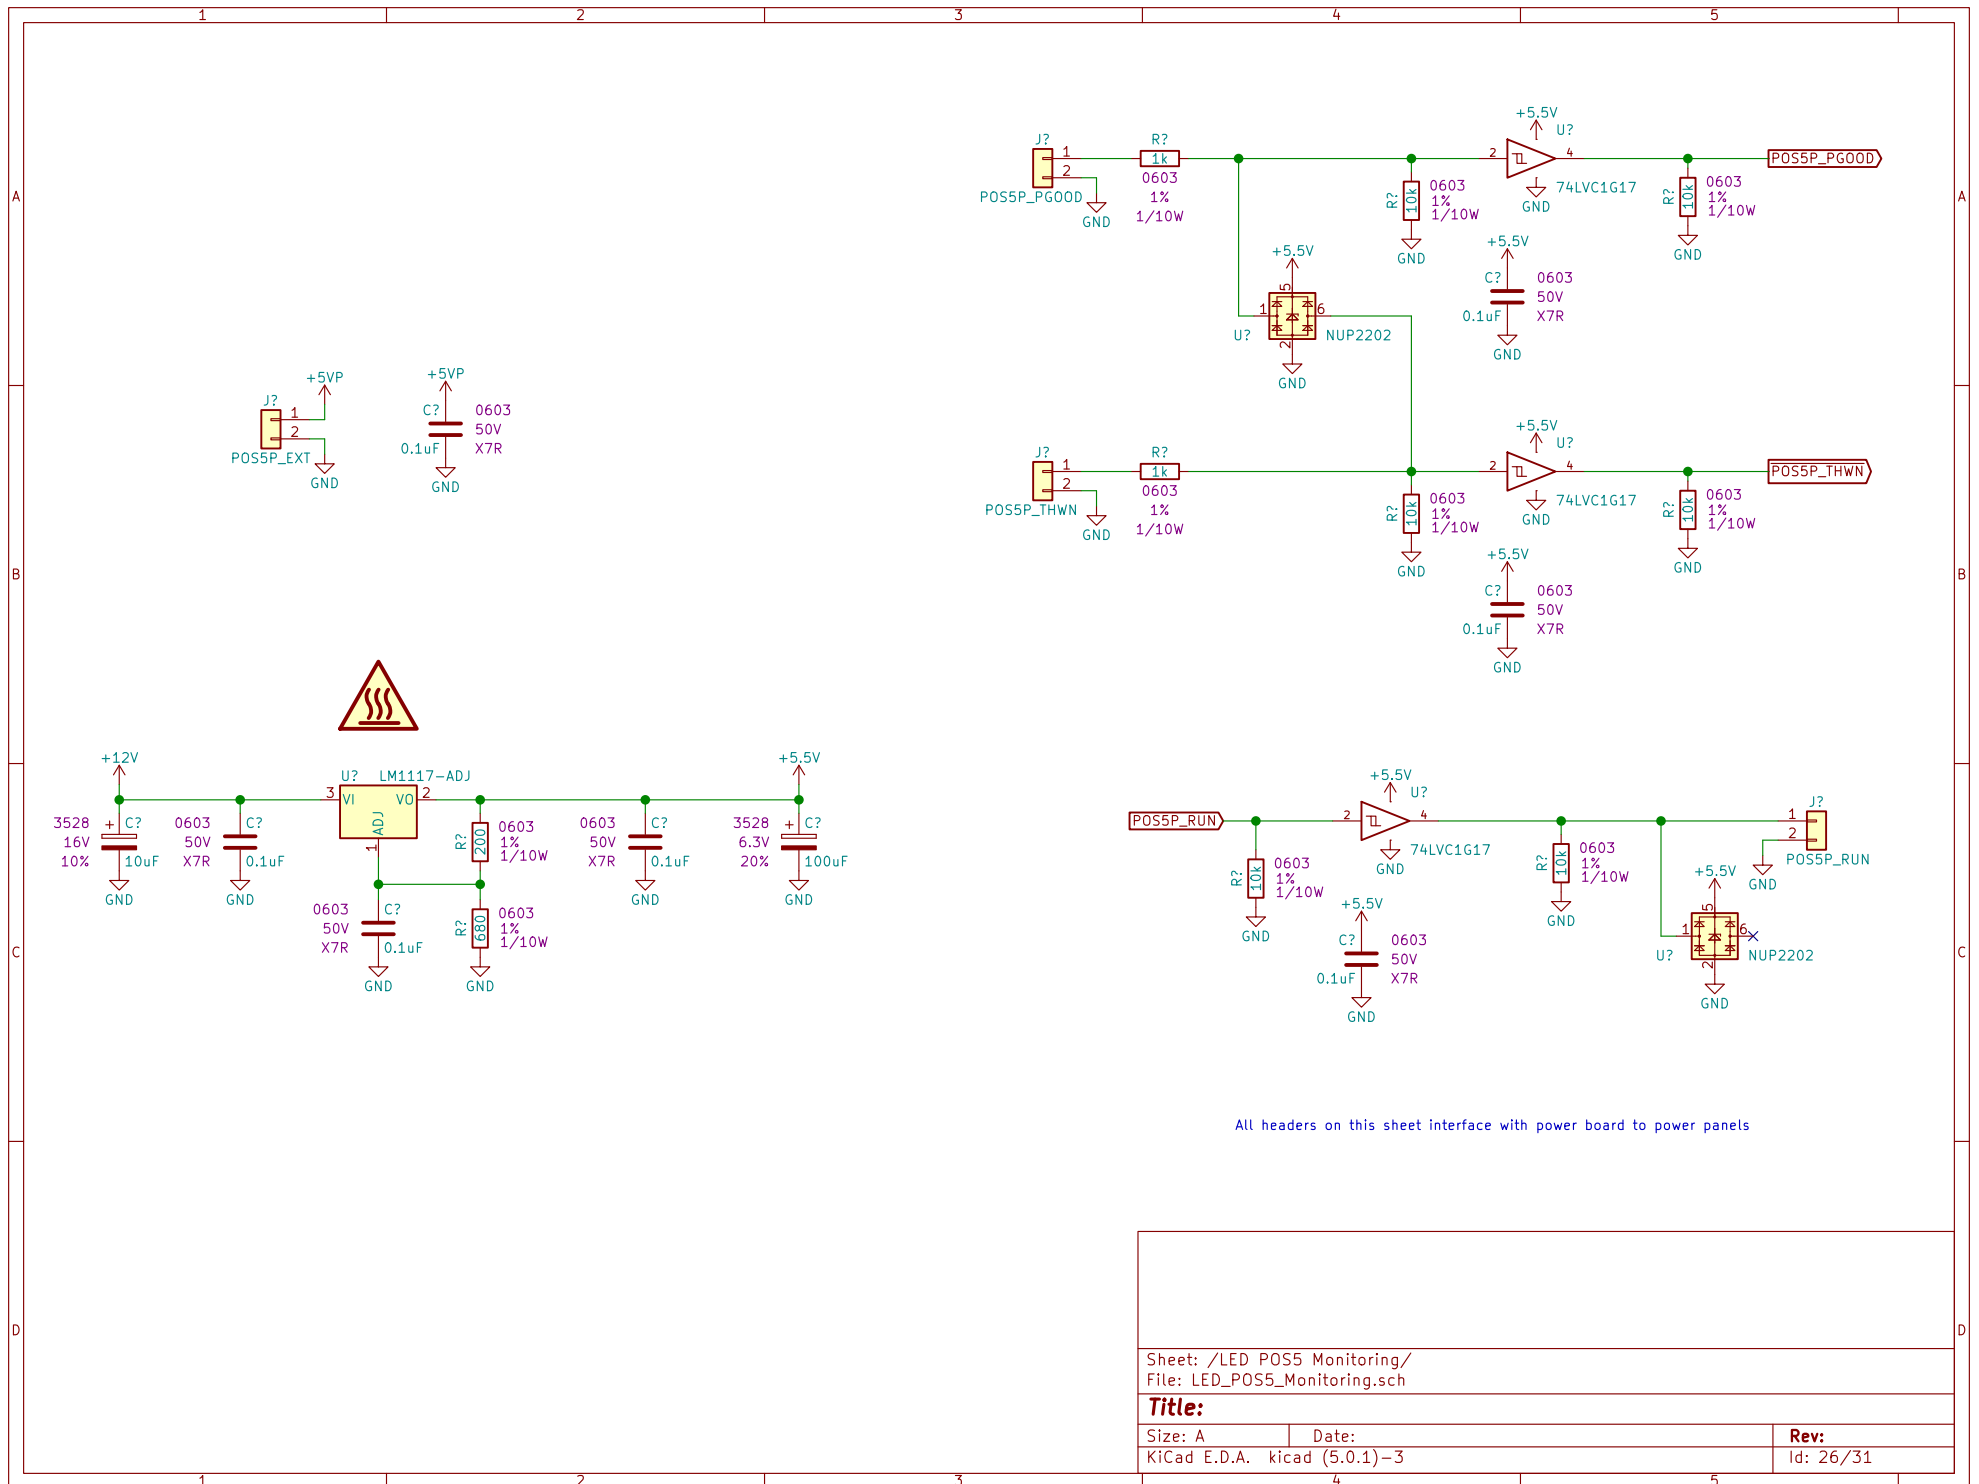 1 2 3 4 5
A A
B B
C C
D D
+5VP
J?
1
2
POS5P_EXT
GND
+5VP
C?
0.1uF
0603
50V
X7R
GND
+12V
3528
16V
10%
+ C?
10uF
GND
0603
50V
X7R
C?
0.1uF
GND
U? LM1117-ADJ
3 VI VO 2
ADJ
1
0603
50V
X7R
C?
0.1uF
GND
R?
200
0603
1%
1/10W
R?
680
0603
1%
1/10W
GND
0603
50V
X7R
C?
0.1uF
GND
+5.5V
3528
6.3V
20%
+ C?
100uF
GND
J?
1
2
POS5P_PGOOD
GND
R?
1k
0603
1%
1/10W
R?
10k
0603
1%
1/10W
GND
+5.5V
U?
2 4
74LVC1G17
GND
R?
10k
0603
1%
1/10W
GND
POS5P_PGOOD
+5.5V
5
1 6
2
U? NUP2202
GND
+5.5V
C?
0.1uF
0603
50V
X7R
GND
J?
1
2
POS5P_THWN
GND
R?
1k
0603
1%
1/10W
R?
10k
0603
1%
1/10W
GND
+5.5V
U?
2 4
74LVC1G17
GND
R?
10k
0603
1%
1/10W
GND
POS5P_THWN
+5.5V
C?
0.1uF
0603
50V
X7R
GND
POS5P_RUN
R?
10k
0603
1%
1/10W
GND
+5.5V
U?
2 4
74LVC1G17
GND
+5.5V
C?
0.1uF
0603
50V
X7R
GND
R?
10k
0603
1%
1/10W
GND
J?
1
2
POS5P_RUN
GND
+5.5V
5
1 6
2
U? NUP2202
GND
All headers on this sheet interface with power board to power panels
Sheet: /LED POS5 Monitoring/
File: LED_POS5_Monitoring.sch
Title:
Size: A Date: Rev:
KiCad E.D.A. kicad (5.0.1)-3 Id: 26/31
1 2 3 4 5